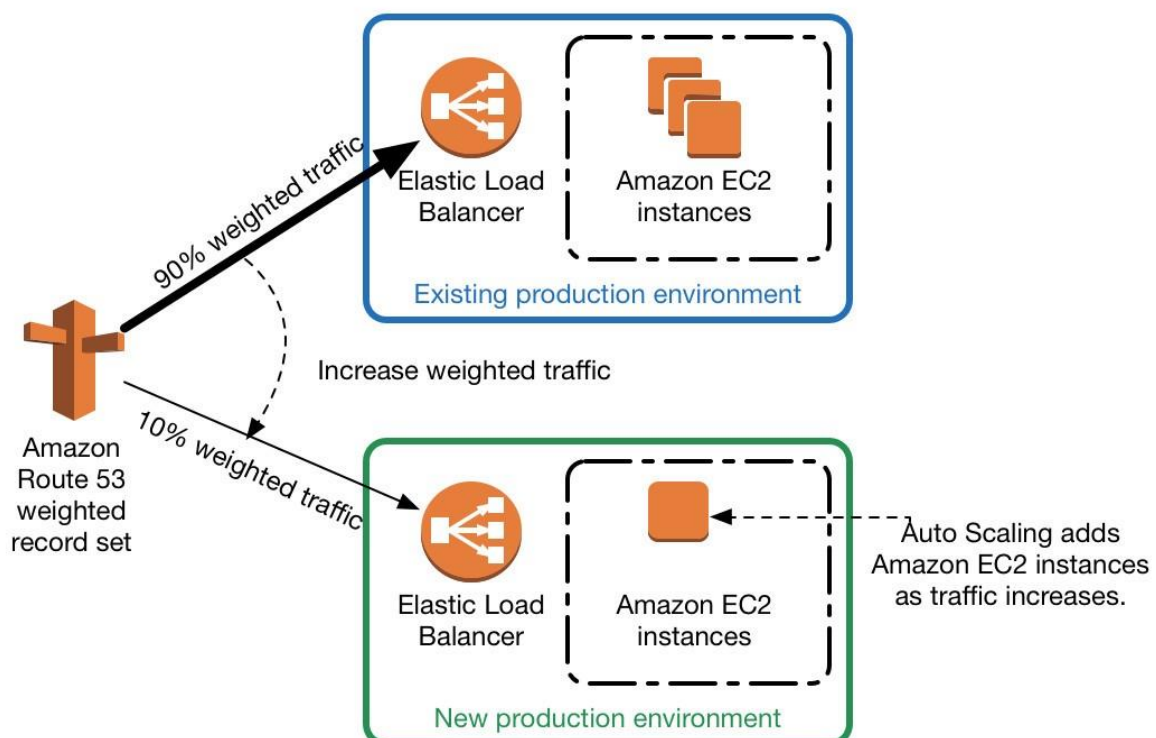 90% weighted traffic
Elastic Load
Balancer
Amazon EC2
instances
Existing production environment
Increase weighted traffic
Amazon
Route 53
weighted
record set
10% weighted traffic
Elastic Load
Balancer
Amazon EC2
instances
New production environment
Auto Scaling adds
Amazon EC2 instances
as traffic increases.